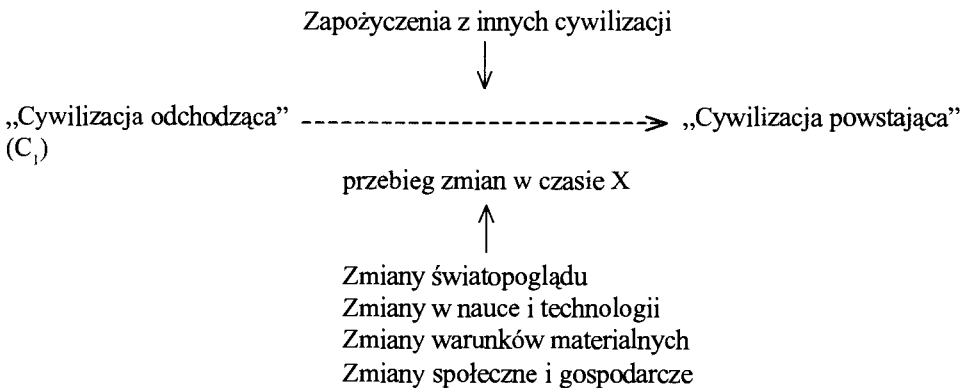 Zapożyczenia z innych cywilizacji
„Cywilizacja odchodząca” „Cywilizacja powstająca”
(C₁)
przebieg zmian w czasie X
Zmiany światopoglądu
Zmiany w nauce i technologii
Zmiany warunków materialnych
Zmiany społeczne i gospodarcze